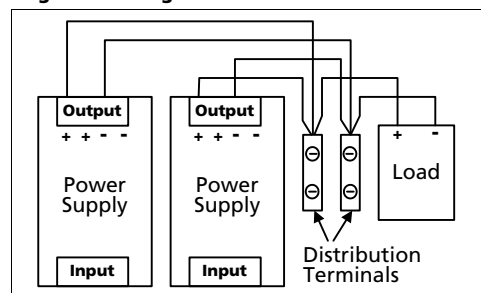 Output
+ + - -
Power
Supply
Input
Output
+ + - -
Power
Supply
Input
+ -
Load
Distribution
Terminals